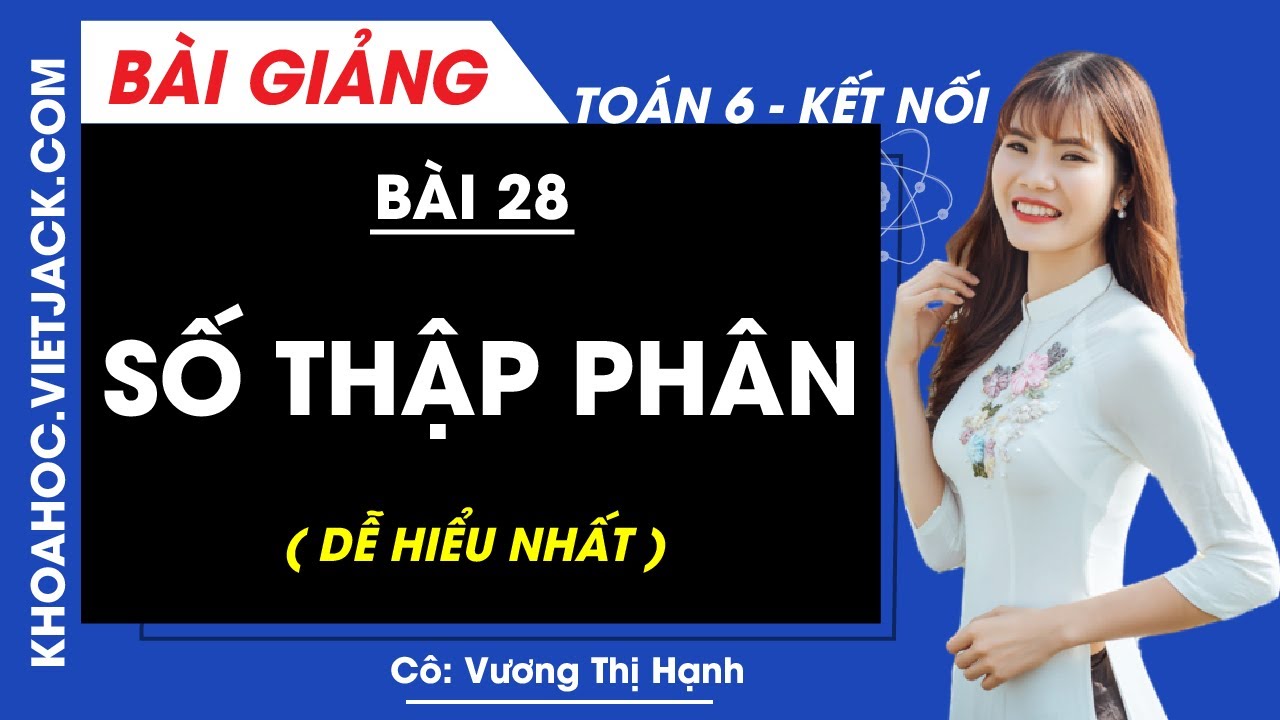 BÀI GIẢNG
TOÁN 6 - KẾT NỐI
KHOAHOC.VIETJACK.COM
BÀI 28
SỐ THẬP PHÂN
( DỄ HIỂU NHẤT )
Cô: Vương Thị Hạnh